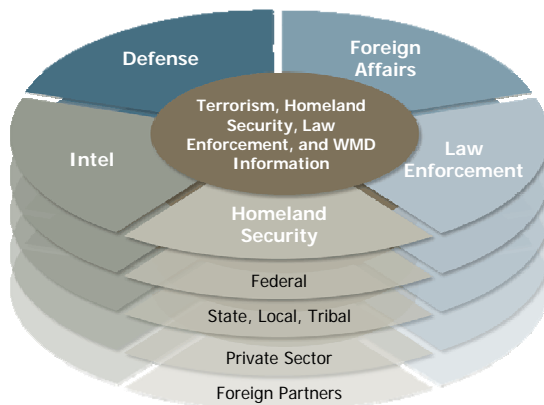 Defense
Foreign
Affairs
Terrorism, Homeland
Security, Law
Enforcement, and WMD
Information
Intel
Law
Enforcement
Homeland
Security
Federal
State, Local, Tribal
Private Sector
Foreign Partners